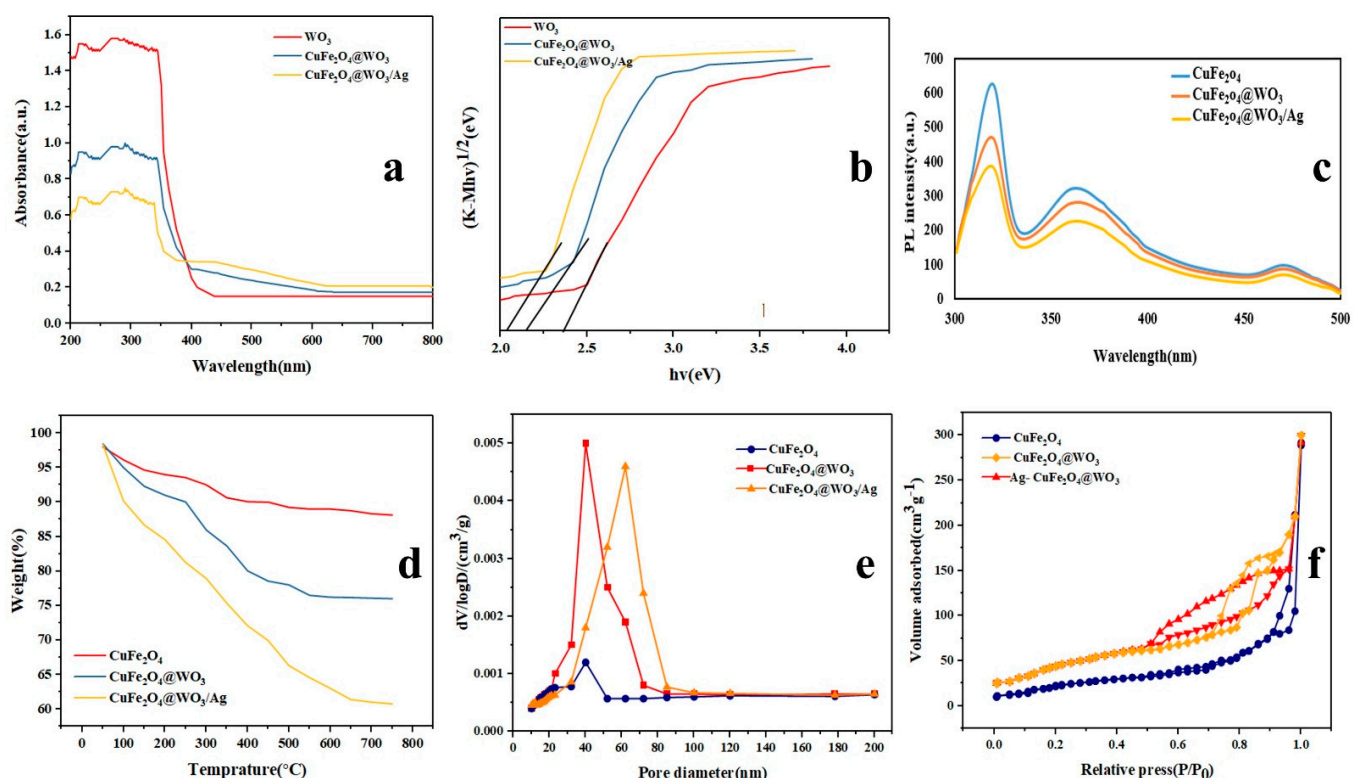 a
WO3
CuFe2O4@WO3
CuFe2O4@WO3/Ag
Absorbance(a.u.)
1.6
1.4
1.2
1.0
0.8
0.6
0.4
0.2
0.0
200 300 400 500 600 700 800
Wavelength(nm)
b
WO3
CuFe2O4@WO3
CuFe2O4@WO3/Ag
(K-Mhv)1/2(eV)
2.0 2.5 3.0 3.5 4.0
hv(eV)
c
CuFe2o4
CuFe2o4@WO3
CuFe2o4@WO3/Ag
PL intensity(a.u.)
700
600
500
400
300
200
100
0
300 350 400 450 500
Wavelength(nm)
d
Weight(%)
100
95
90
85
80
75
70
65
60
CuFe2O4
CuFe2O4@WO3
CuFe2O4@WO3/Ag
0 100 200 300 400 500 600 700 800
Temprature(°C)
e
CuFe2O4
CuFe2O4@WO3
CuFe2O4@WO3/Ag
dV/logD/(cm3/g)
0.005
0.004
0.003
0.002
0.001
0.000
0 20 40 60 80 100 120 140 160 180 200
Pore diameter(nm)
f
CuFe2O4
CuFe2O4@WO3
Ag- CuFe2O4@WO3
Volume adsorbed(cm3g-1)
300
250
200
150
100
50
0
0.0 0.2 0.4 0.6 0.8 1.0
Relative press(P/P0)